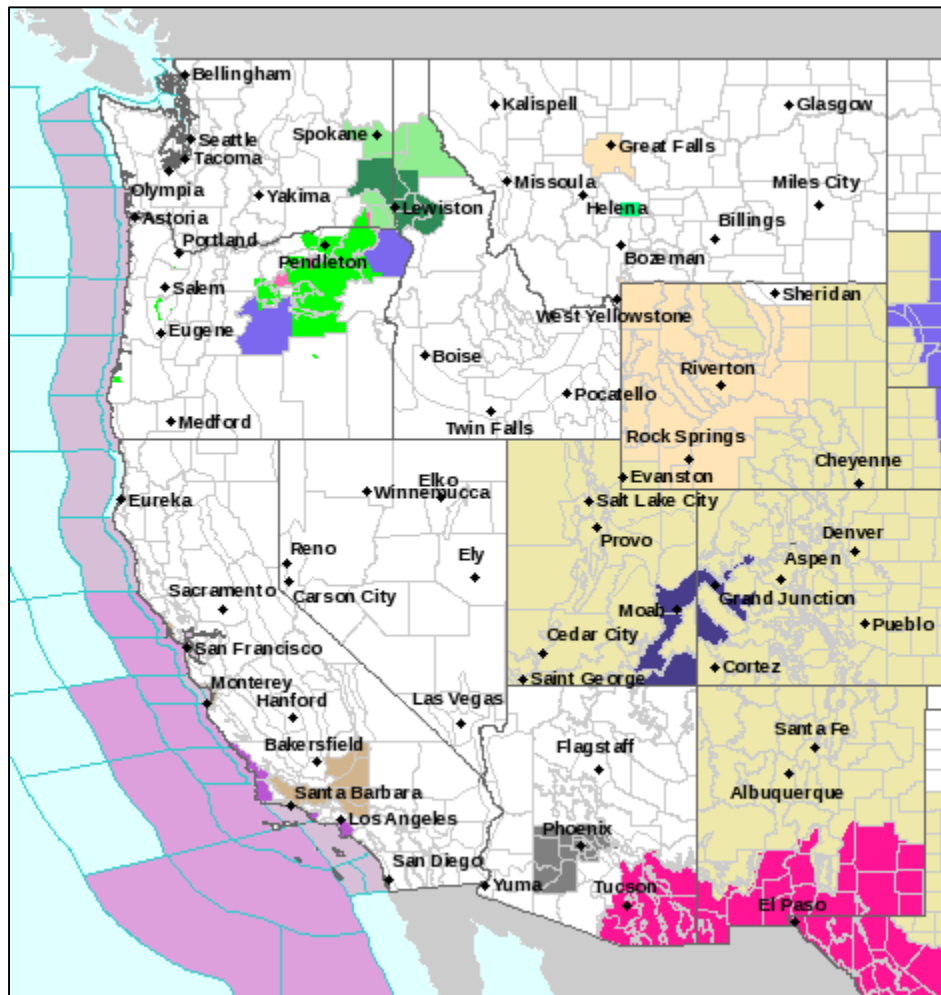 Bellingham
Kalispell
Glasgow
Spokane
Seattle
Great Falls
Tacoma
Missoula
Miles City
Olympia
Yakima
Helena
Lewiston
Astoria
Billings
Portland
Pendleton
Bozeman
Salem
Sheridan
West Yellowstone
Eugene
Boise
Riverton
Pocatello
Medford
Twin Falls
Rock Springs
Cheyenne
Elko
Evanston
Winnemucca
Eureka
Salt Lake City
Provo
Denver
Reno
Ely
Aspen
Sacramento
Carson City
Grand Junction
Moab
Pueblo
Cedar City
San Francisco
Cortez
Saint George
Monterey
Las Vegas
Hanford
Santa Fe
Bakersfield
Flagstaff
Albuquerque
Santa Barbara
Los Angeles
Phoenix
San Diego
Yuma
Tucson
El Paso